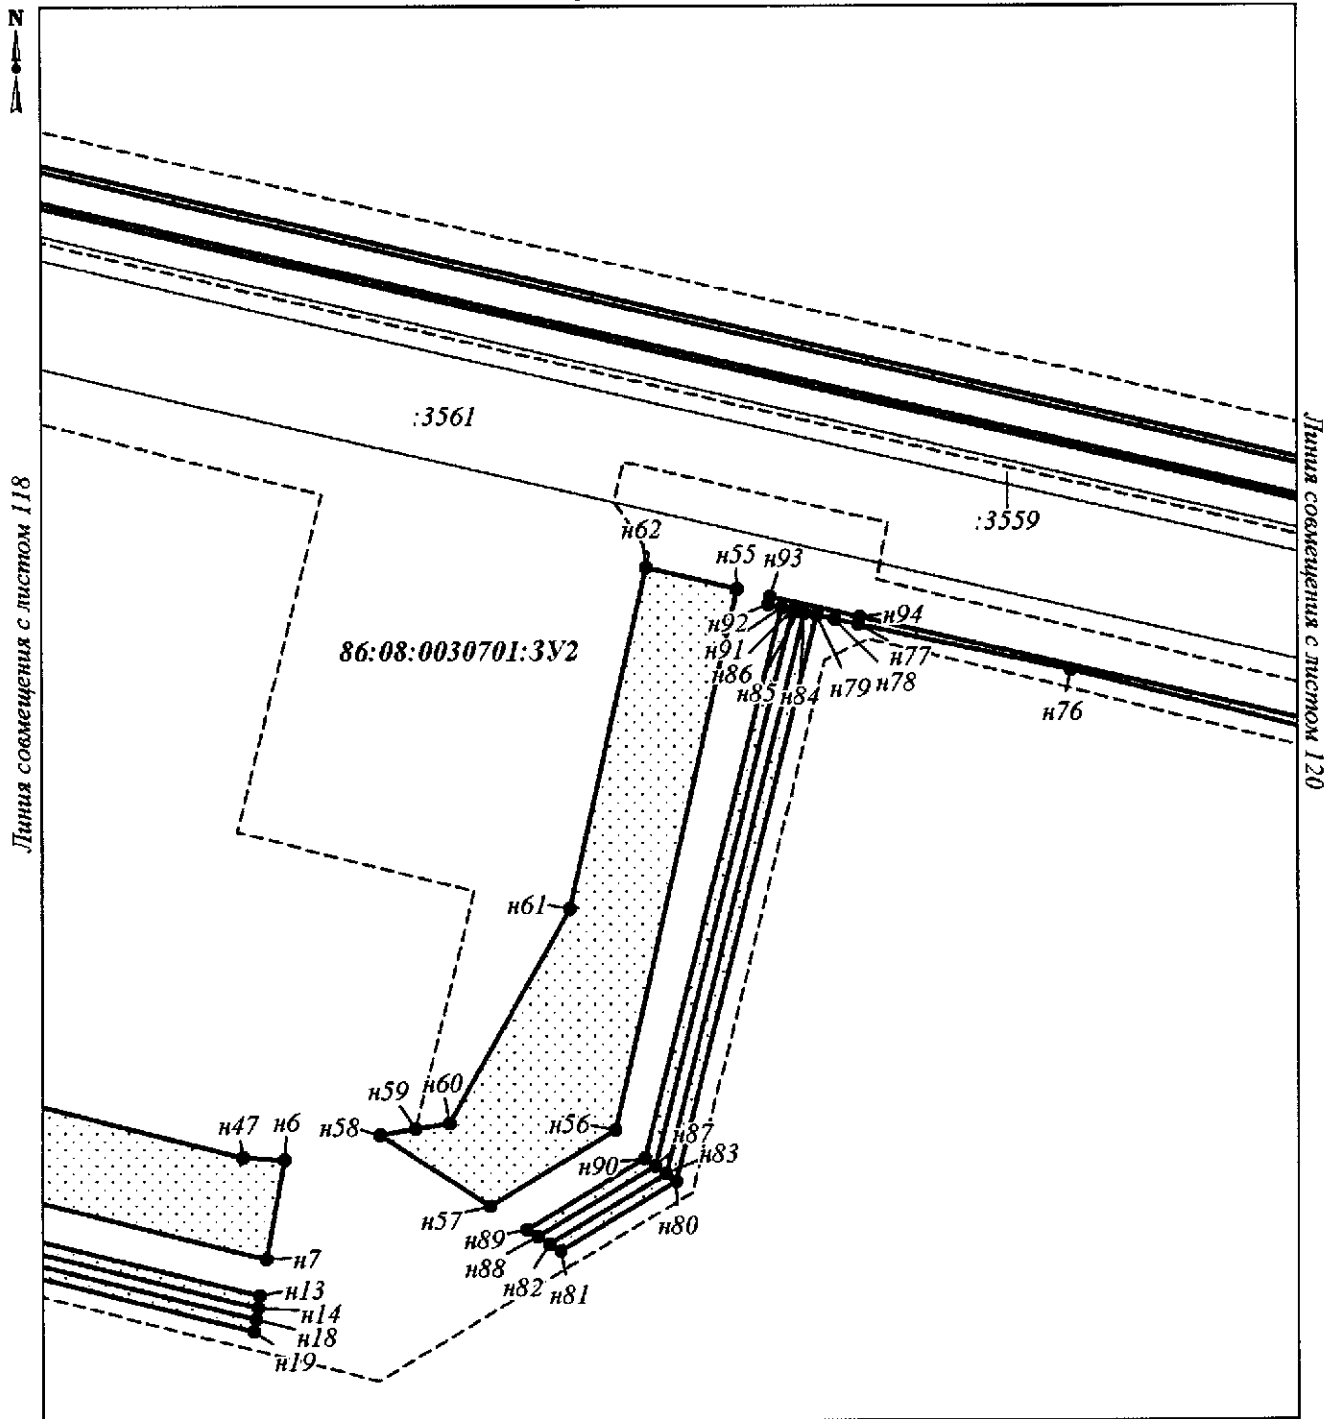 N
:3561
:3559
н62
н55
н93
н92
н94
н91
н77
86:08:0030701:ЗУ2
н86
н79
н78
н85
н84
н76
Линия совмещения с листом 118
Линия совмещения с листом 120
н61
н59
н60
н58
н47
н6
н56
н87
н90
н83
н57
н80
н89
н88
н82
н81
н7
н13
н14
н18
н19